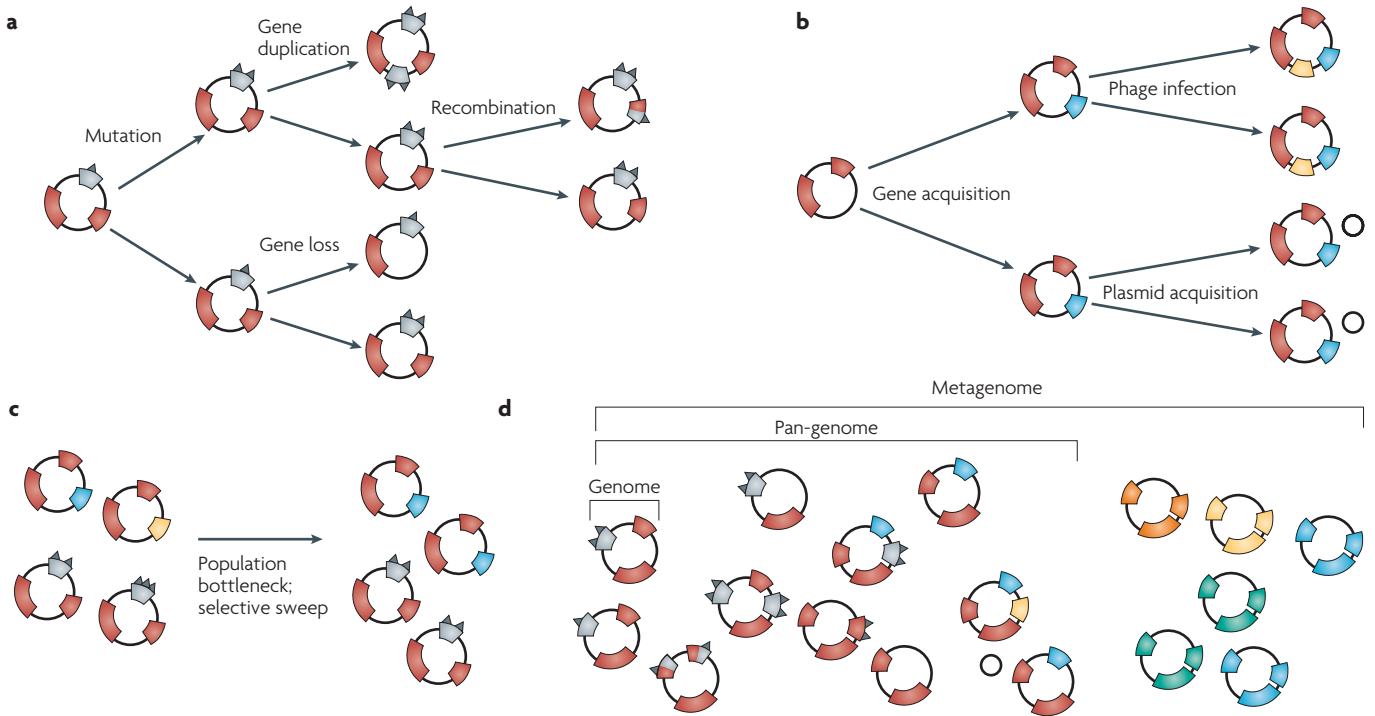 a
Gene
duplication
Mutation
Recombination
Gene loss
b
Phage infection
Gene acquisition
Plasmid acquisition
c
Population
bottleneck;
selective sweep
d
Metagenome
Pan-genome
Genome